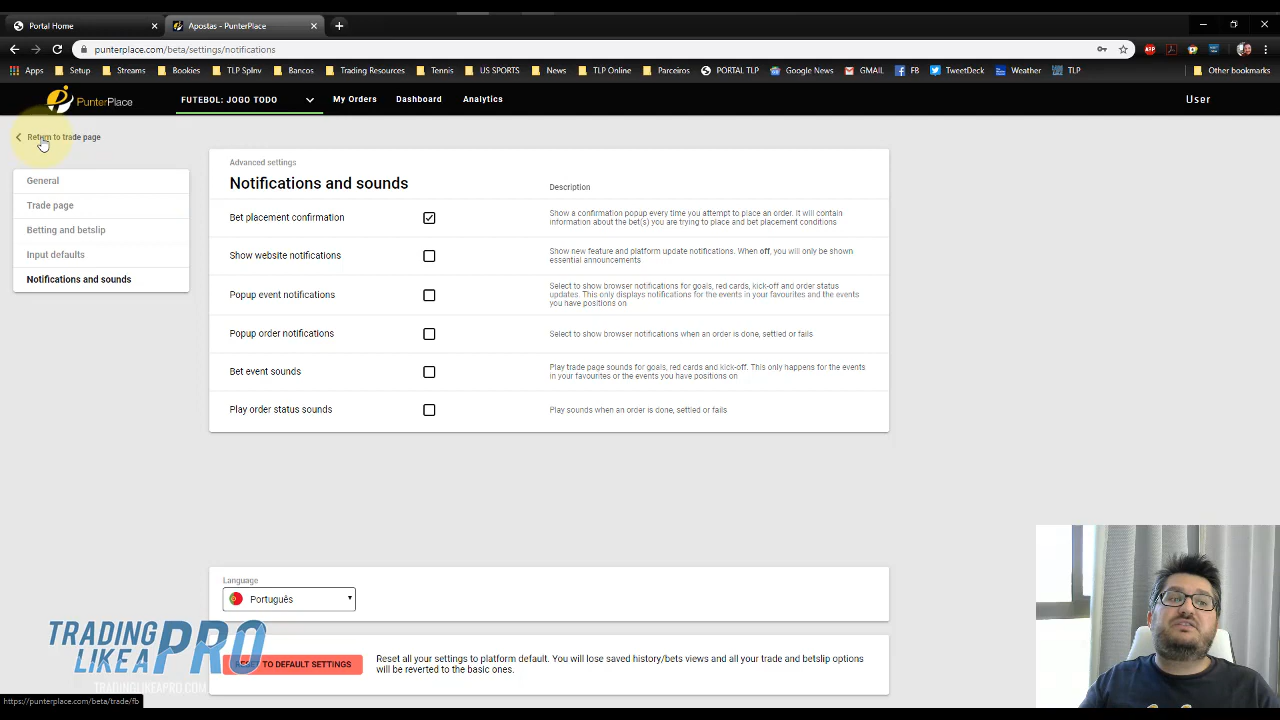 Portal Home
Apostas - PunterPlace
punterplace.com/beta/settings/notifications
Apps Setup Streams Bookies TLP SpInv Bancos Trading Resources Tennis US SPORTS News TLP Online Parceiros PORTAL TLP Google News GMAIL FB TweetDeck Weather TLP Other bookmarks
PunterPlace FUTEBOL: JOGO TODO My Orders Dashboard Analytics User
Return to trade page
General
Trade page
Betting and betslip
Input defaults
Notifications and sounds
Advanced settings
Notifications and sounds Description
Bet placement confirmation
Show a confirmation popup every time you attempt to place an order. It will contain
information about the bet(s) you are trying to place and bet placement conditions
Show website notifications
Show new feature and platform update notifications. When off, you will only be shown
essential announcements
Popup event notifications
Select to show browser notifications for goals, red cards, kick-off and order status
updates. This only displays notifications for the events in your favourites and the events
you have positions on
Popup order notifications
Select to show browser notifications when an order is done, settled or fails
Bet event sounds
Play trade page sounds for goals, red cards and kick-off. This only happens for the events
in your favourites or the events you have positions on
Play order status sounds
Play sounds when an order is done, settled or fails
Language
Português
RESET TO DEFAULT SETTINGS
Reset all your settings to platform default. You will lose saved history/bets views and all your trade and betslip options
will be reverted to the basic ones.
TRADING
LIKE A PRO
TRADINGLIKEAPRO.COM
https://punterplace.com/beta/trade/fb